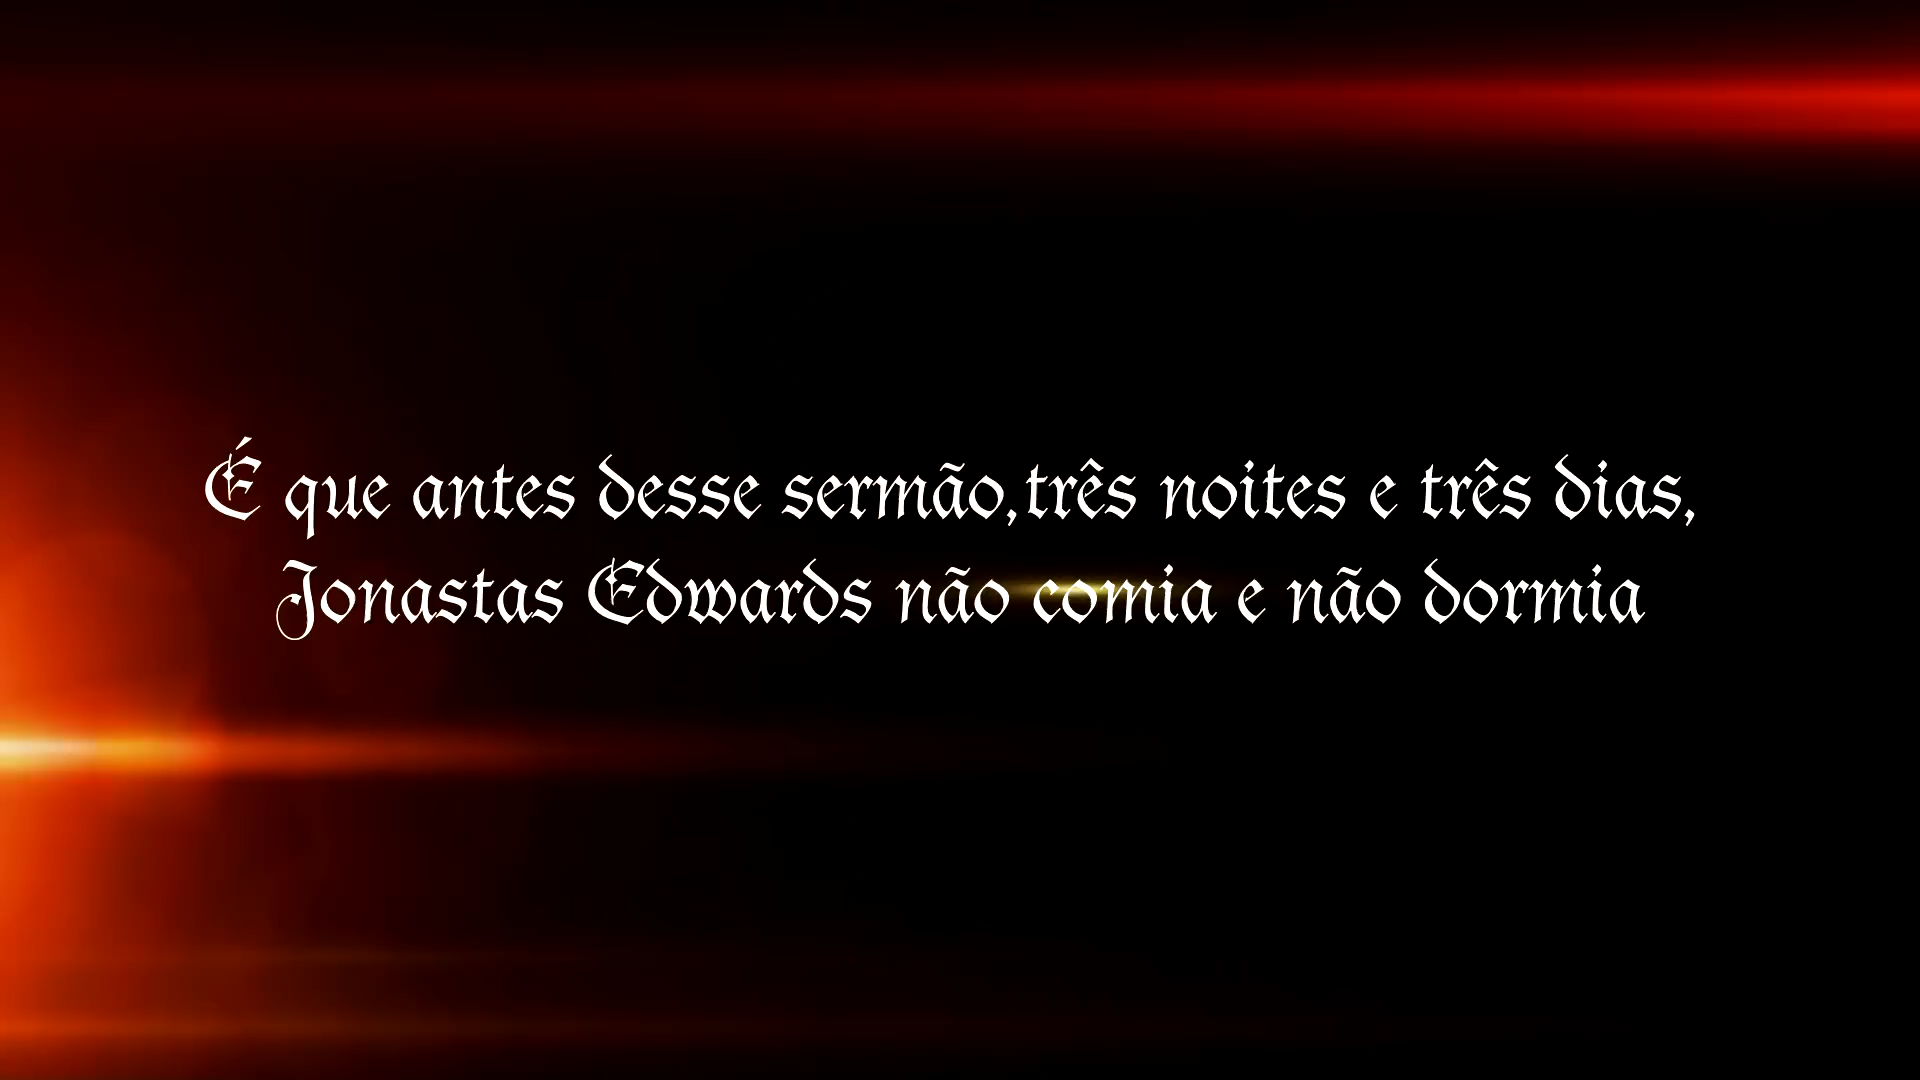 É que antes desse sermão,três noites e três dias,
Jonastas Edwards não comia e não dormia